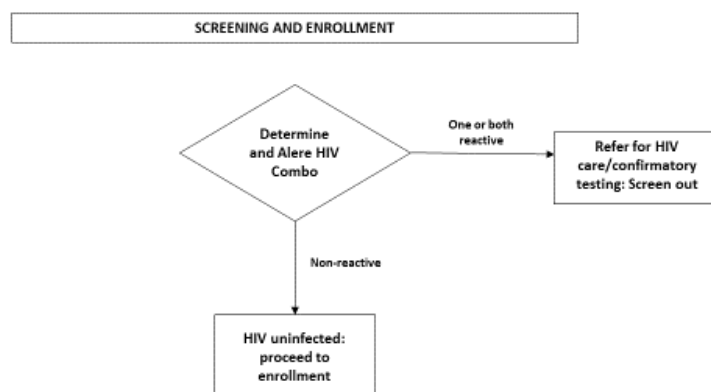 SCREENING AND ENROLLMENT
Determine
and Alere HIV
Combo
One or both
reactive
Refer for HIV
care/confirmatory
testing: Screen out
Non-reactive
HIV uninfected:
proceed to
enrollment